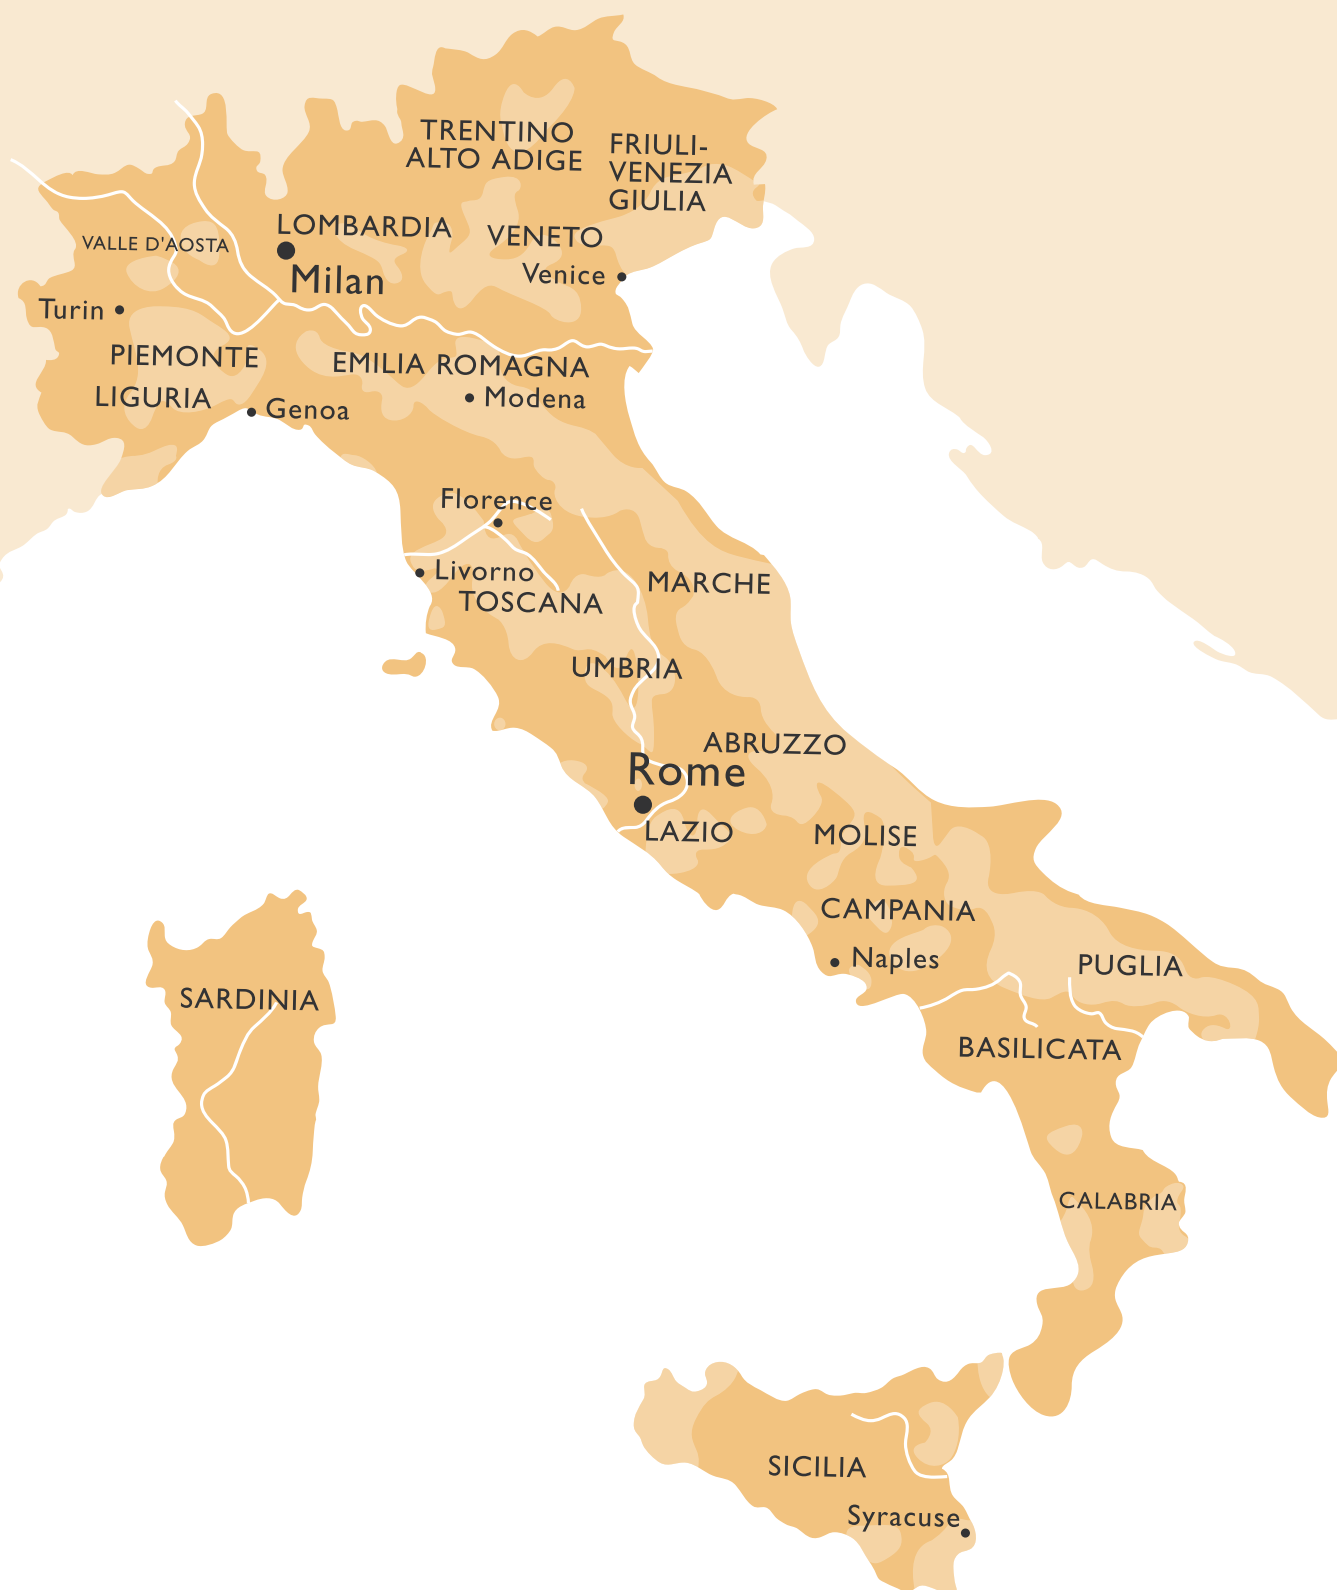 TRENTINO
ALTO ADIGE
FRIULI-
VENEZIA
GIULIA
LOMBARDIA
VENETO
VALLE D'AOSTA
Milan
Venice
Turin
PIEMONTE
EMILIA ROMAGNA
LIGURIA
Genoa
Modena
Florence
Livorno
TOSCANA
MARCHE
UMBRIA
ABRUZZO
Rome
LAZIO
MOLISE
CAMPANIA
Naples
PUGLIA
SARDINIA
BASILICATA
CALABRIA
SICILIA
Syracuse